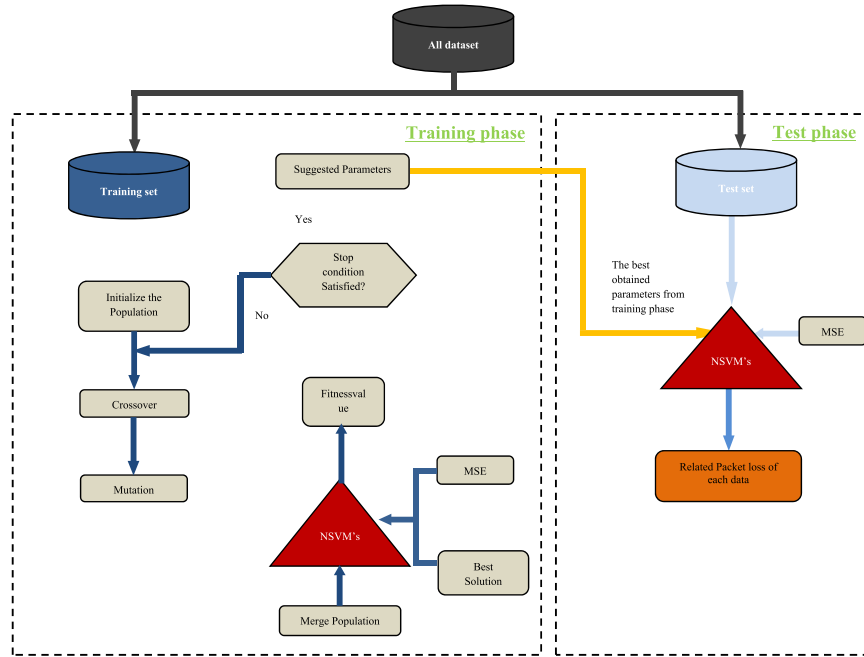 All dataset
Training phase
Test phase
Training set
Suggested Parameters
Test set
Yes
Stop
condition
Satisfied?
The best
obtained
parameters from
training phase
Initialize the
Population
No
MSE
NSVM's
Crossover
Fitnessval
ue
Mutation
MSE
Related Packet loss of
each data
NSVM's
Best
Solution
Merge Population